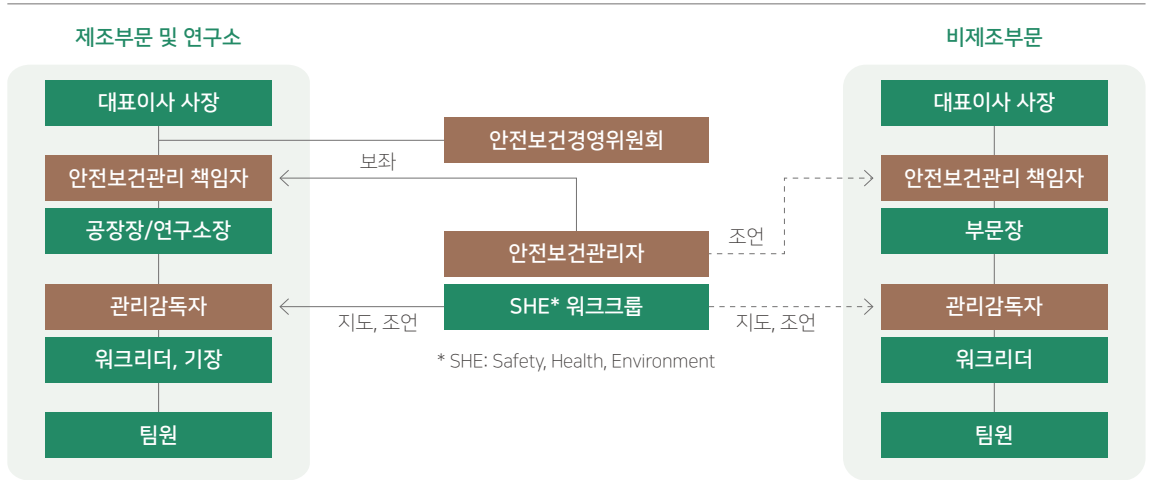 제조부문 및 연구소
대표이사 사장
안전보건관리 책임자
공장장/연구소장
관리감독자
워크리더, 기장
팀원
안전보건경영위원회
보좌
안전보건관리자
SHE* 워크크룹
지도, 조언
* SHE: Safety, Health, Environment
조언
지도, 조언
비제조부문
대표이사 사장
안전보건관리 책임자
부문장
관리감독자
워크리더
팀원